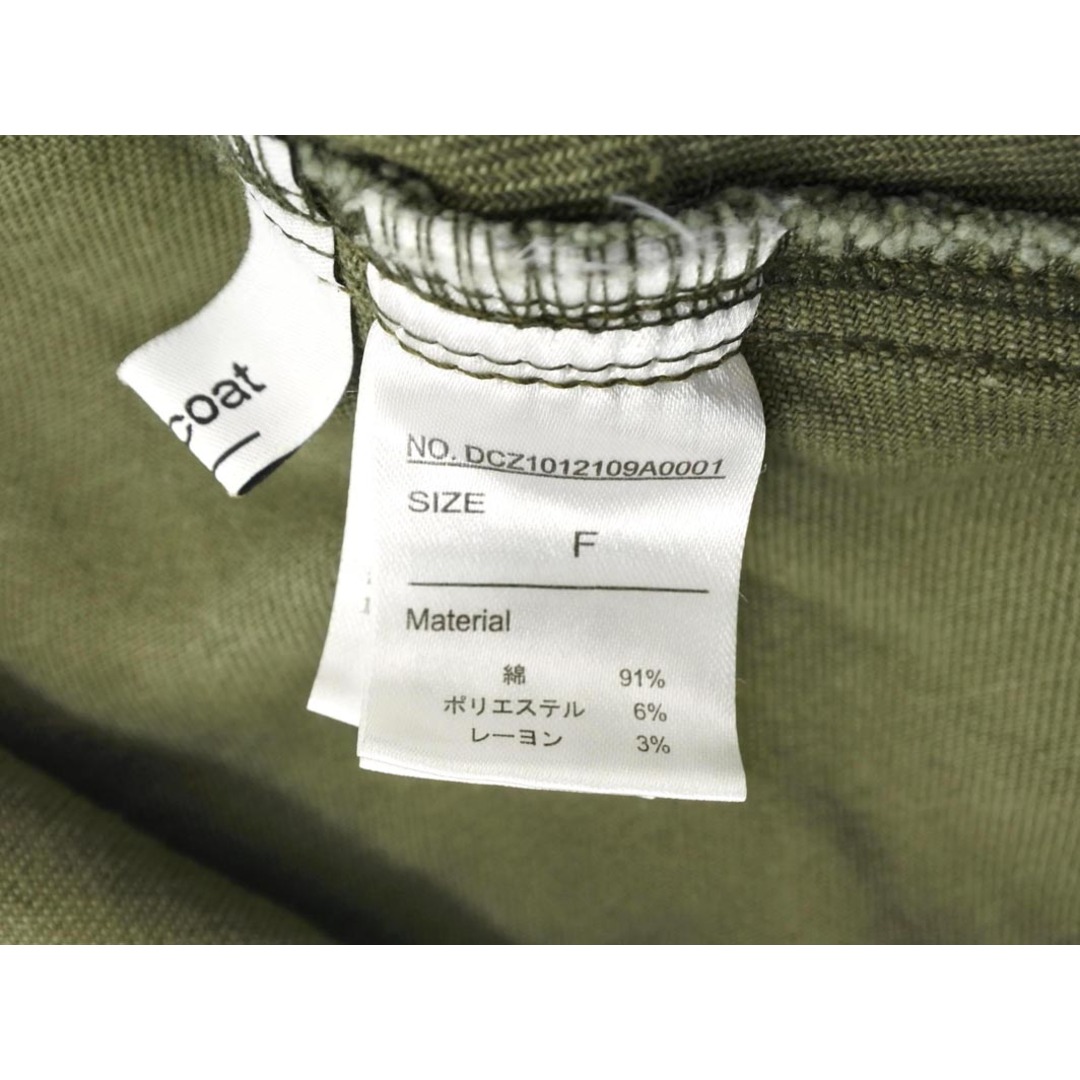 coat
NO. DCZ1012109A0001
SIZE
F
Material
綿 91%
ポリエステル 6%
レーヨン 3%